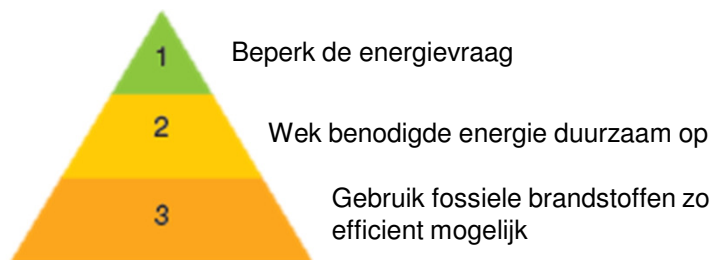 1
Beperk de energievraag
2
Wek benodigde energie duurzaam op
3
Gebruik fossiele brandstoffen zo
efficient mogelijk